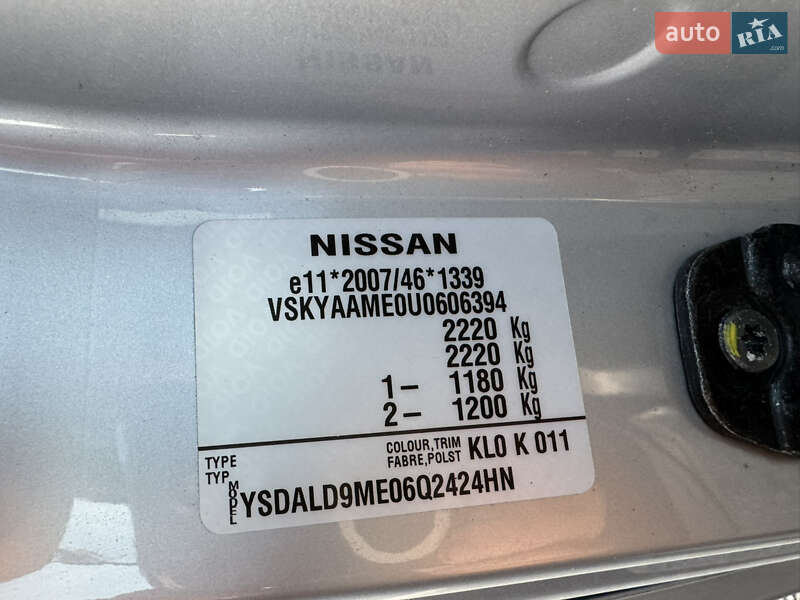 auto RIA
NISSAN
e11*2007/46*1339
VSKYAAME0U0606394
2220 Kg
2220 Kg
1- 1180 Kg
2- 1200 Kg
TYPE
TYP
COLOUR,TRIM
FABRE,POLST
KL0 K 011
MODEL
YSDALD9ME06Q2424HN